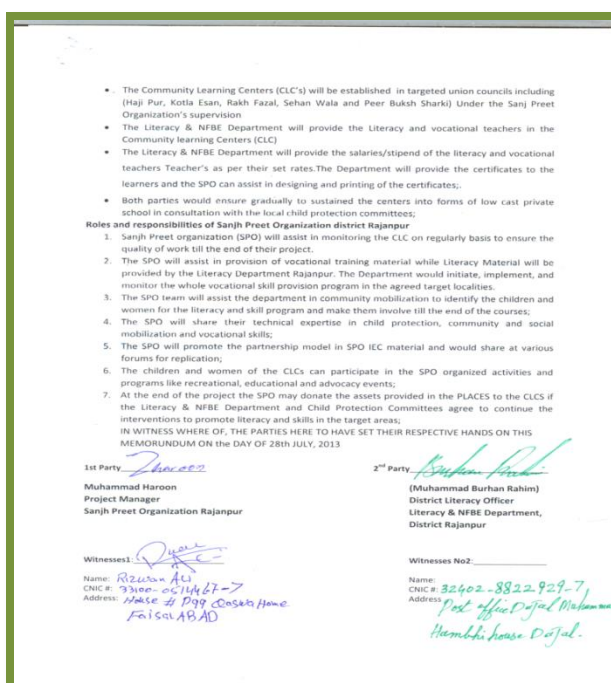 • . The Community Learning Centers (CLC's) will be established in targeted union councils including
(Haji Pur, Kotla Esan, Rakh Fazal, Sehan Wala and Peer Buksh Sharki) Under the Sanj Preet
Organization's supervision
• The Literacy & NFBE Department will provide the Literacy and vocational teachers in the
Community learning Centers (CLC)
• The Literacy & NFBE Department will provide the salaries/stipend of the literacy and vocational
teachers Teacher's as per their set rates.The Department will provide the certificates to the
learners and the SPO can assist in designing and printing of the certificates;.
• Both parties would ensure gradually to sustained the centers into forms of low cast private
school in consultation with the local child protection committees;
Roles and responsibilities of Sanjh Preet Organization district Rajanpur
1. Sanjh Preet organization (SPO) will assist in monitoring the CLC on regularly basis to ensure the
quality of work till the end of their project.
2. The SPO will assist in provision of vocational training material while Literacy Material will be
provided by the Literacy Department Rajanpur. The Department would initiate, implement, and
monitor the whole vocational skill provision program in the agreed target localities.
3. The SPO team will assist the department in community mobilization to identify the children and
women for the literacy and skill program and make them involve till the end of the courses;
4. The SPO will share their technical expertise in child protection, community and social
mobilization and vocational skills;
5. The SPO will promote the partnership model in SPO IEC material and would share at various
forums for replication;
6. The children and women of the CLCs can participate in the SPO organized activities and
programs like recreational, educational and advocacy events;
7. At the end of the project the SPO may donate the assets provided in the PLACES to the CLCS if
the Literacy & NFBE Department and Child Protection Committees agree to continue the
interventions to promote literacy and skills in the target areas;
IN WITNESS WHERE OF, THE PARTIES HERE TO HAVE SET THEIR RESPECTIVE HANDS ON THIS
MEMORUNDUM ON the DAY OF 28th JULY, 2013
1st Party Haroon
Muhammad Haroon
Project Manager
Sanjh Preet Organization Rajanpur
2nd Party Burhan Rahim
(Muhammad Burhan Rahim)
District Literacy Officer
Literacy & NFBE Department,
District Rajanpur
Witnesses1:
Name: Rizwan Ali
CNIC #: 33100-0511467-7
Address: House # P99 Qaswa Home
FAISALABAD
Witnesses No2:
Name:
CNIC #: 32402-8822929-7
Address Post office Dajal
house Dajal.